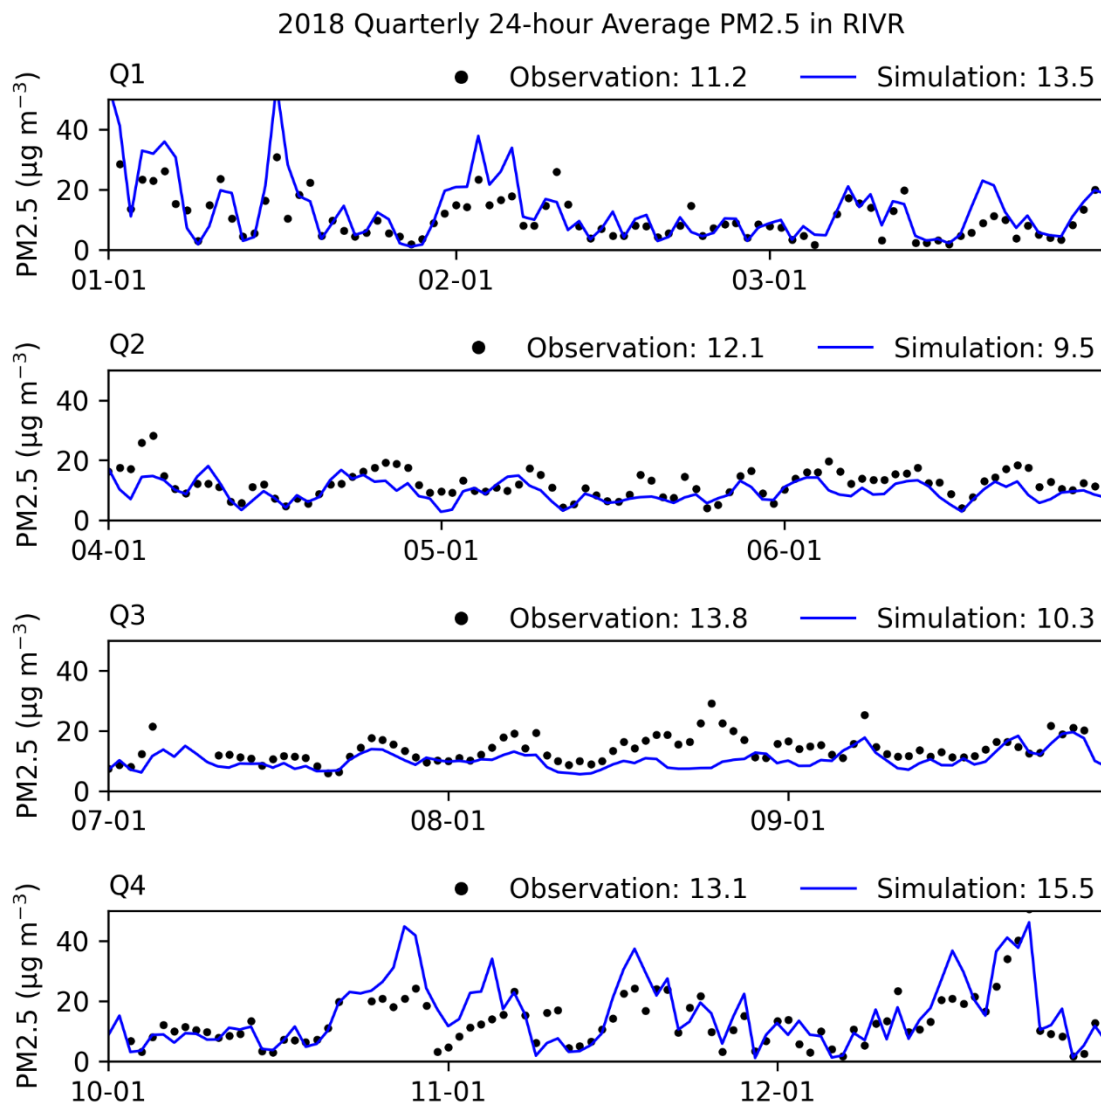 2018 Quarterly 24-hour Average PM2.5 in RIVR
Q1 Observation: 11.2 Simulation: 13.5
PM2.5 (μg m⁻³)
40
20
0
01-01 02-01 03-01
Q2 Observation: 12.1 Simulation: 9.5
PM2.5 (μg m⁻³)
40
20
0
04-01 05-01 06-01
Q3 Observation: 13.8 Simulation: 10.3
PM2.5 (μg m⁻³)
40
20
0
07-01 08-01 09-01
Q4 Observation: 13.1 Simulation: 15.5
PM2.5 (μg m⁻³)
40
20
0
10-01 11-01 12-01